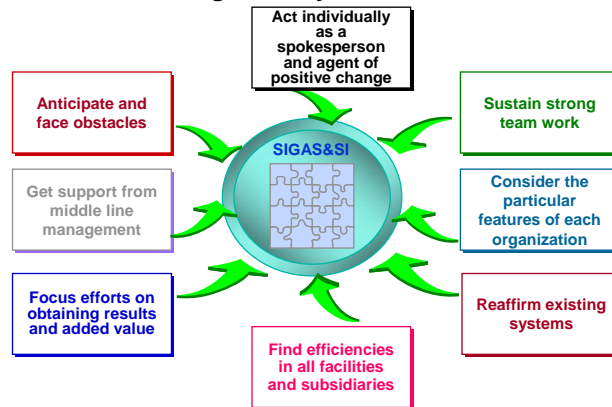 Act individually
as a
spokesperson
and agent of
positive change
Anticipate and
face obstacles
Sustain strong
team work
SIGAS&SI
Get support from
middle line
management
Consider the
particular
features of each
organization
Focus efforts on
obtaining results
and added value
Reaffirm existing
systems
Find efficiencies
in all facilities
and subsidiaries